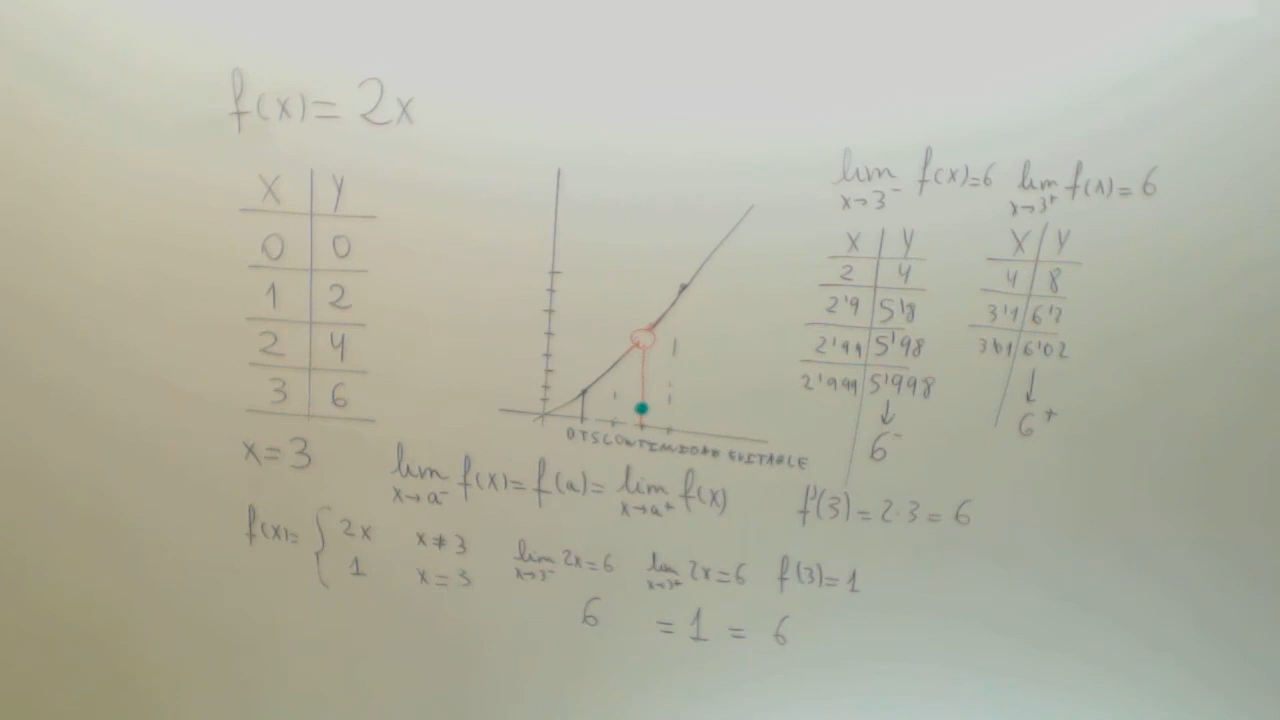 f(x)= 2x
X Y
0 0
1 2
2 4
3 6
lim x→3⁻ f(x)=6
X Y
2 4
2'9 5'8
2'99 5'98
2'999 5'998
↓
6⁻
lim x→3⁺ f(x)=6
X Y
4 8
3'1 6'2
3'01 6'02
↓
6⁺
DISCONTINUIDAD EVITABLE
x=3
lim x→a⁻ f(x)=f(a)= lim x→a⁺ f(x)
f(3)=2·3=6
f(x)= { 2x x≠3
1 x=3
lim x→3⁻ 2x=6 lim x→3⁺ 2x=6 f(3)=1
6 =1= 6